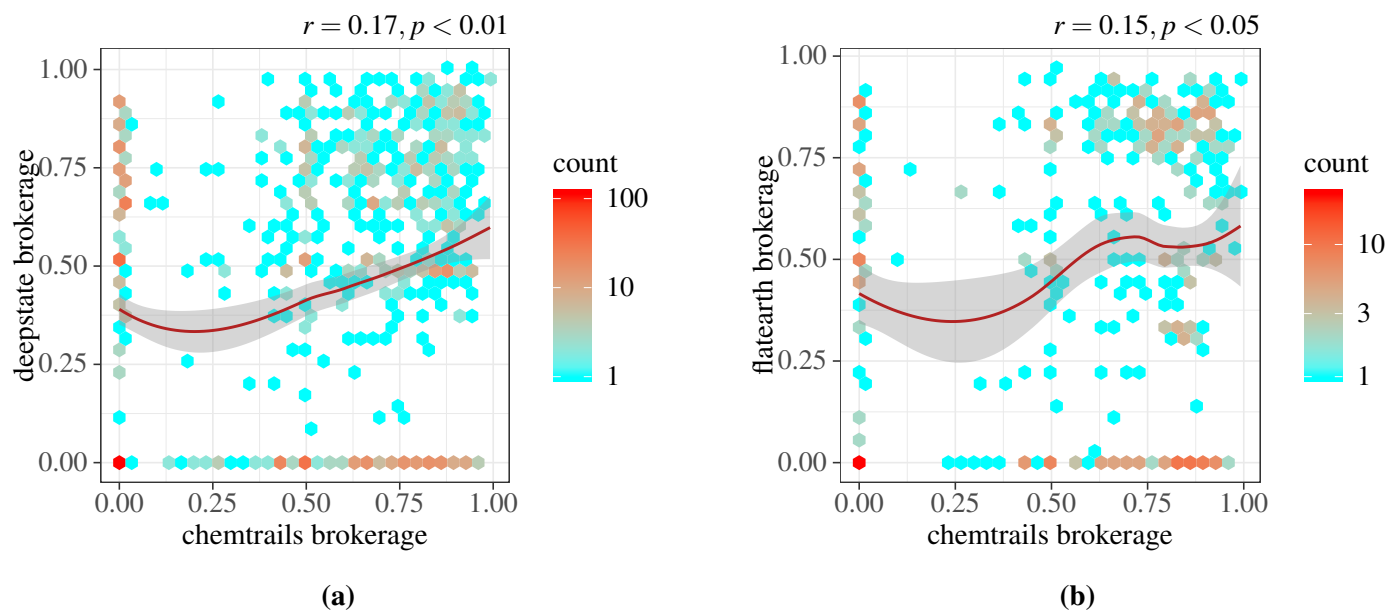 r = 0.17, p < 0.01
1.00
0.75
0.50
0.25
0.00
deepstate brokerage
0.00 0.25 0.50 0.75 1.00
chemtrails brokerage
count
100
10
1
(a)
r = 0.15, p < 0.05
1.00
0.75
0.50
0.25
0.00
flatearth brokerage
0.00 0.25 0.50 0.75 1.00
chemtrails brokerage
count
10
3
1
(b)